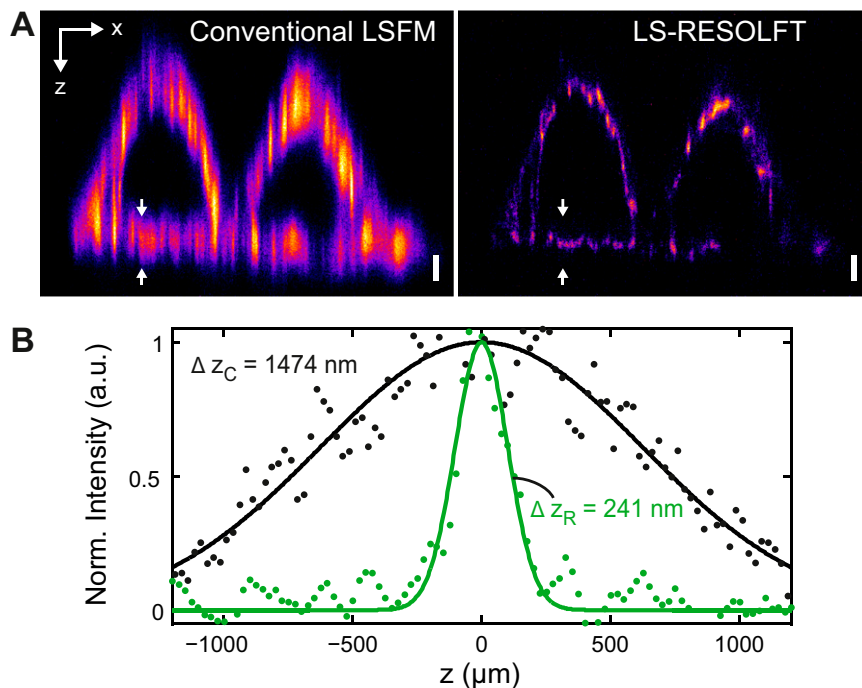 A
x
z
Conventional LSFM
LS-RESOLFT
B
Norm. Intensity (a.u.)
1
0.5
0
Δ z_C = 1474 nm
Δ z_R = 241 nm
−1000 −500 0 500 1000
z (µm)